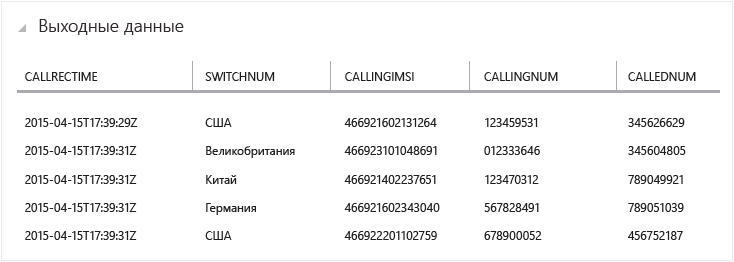 Выходные данные
CALLRECTIME SWITCHNUM CALLINGIMSI CALLINGNUM CALLEDNUM
2015-04-15T17:39:29Z США 466921602131264 123459531 345626629
2015-04-15T17:39:31Z Великобритания 466923101048691 012333646 345604805
2015-04-15T17:39:31Z Китай 466921402237651 123470312 789049921
2015-04-15T17:39:31Z Германия 466921602343040 567828491 789051039
2015-04-15T17:39:31Z США 466922201102759 678900052 456752187